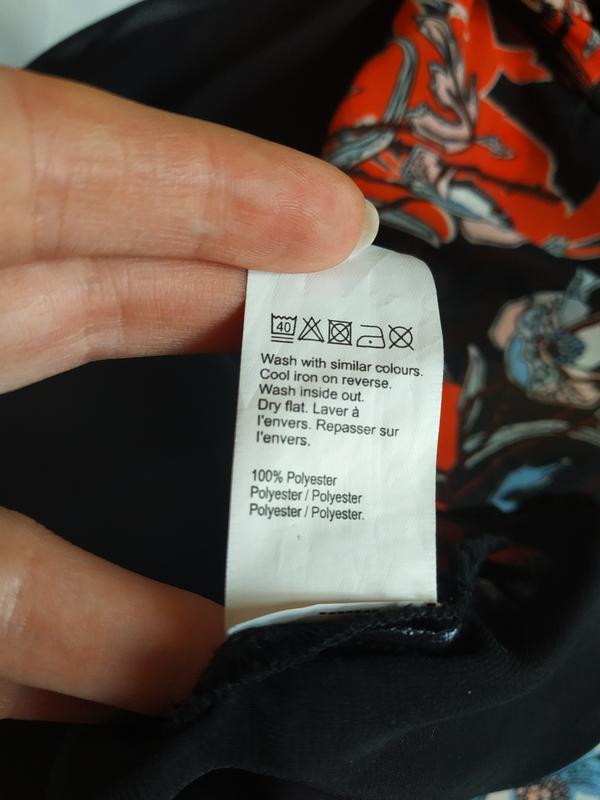 40
Wash with similar colours.
Cool iron on reverse.
Wash inside out.
Dry flat. Laver à
l'envers. Repasser sur
l'envers.
100% Polyester
Polyester / Polyester
Polyester / Polyester.